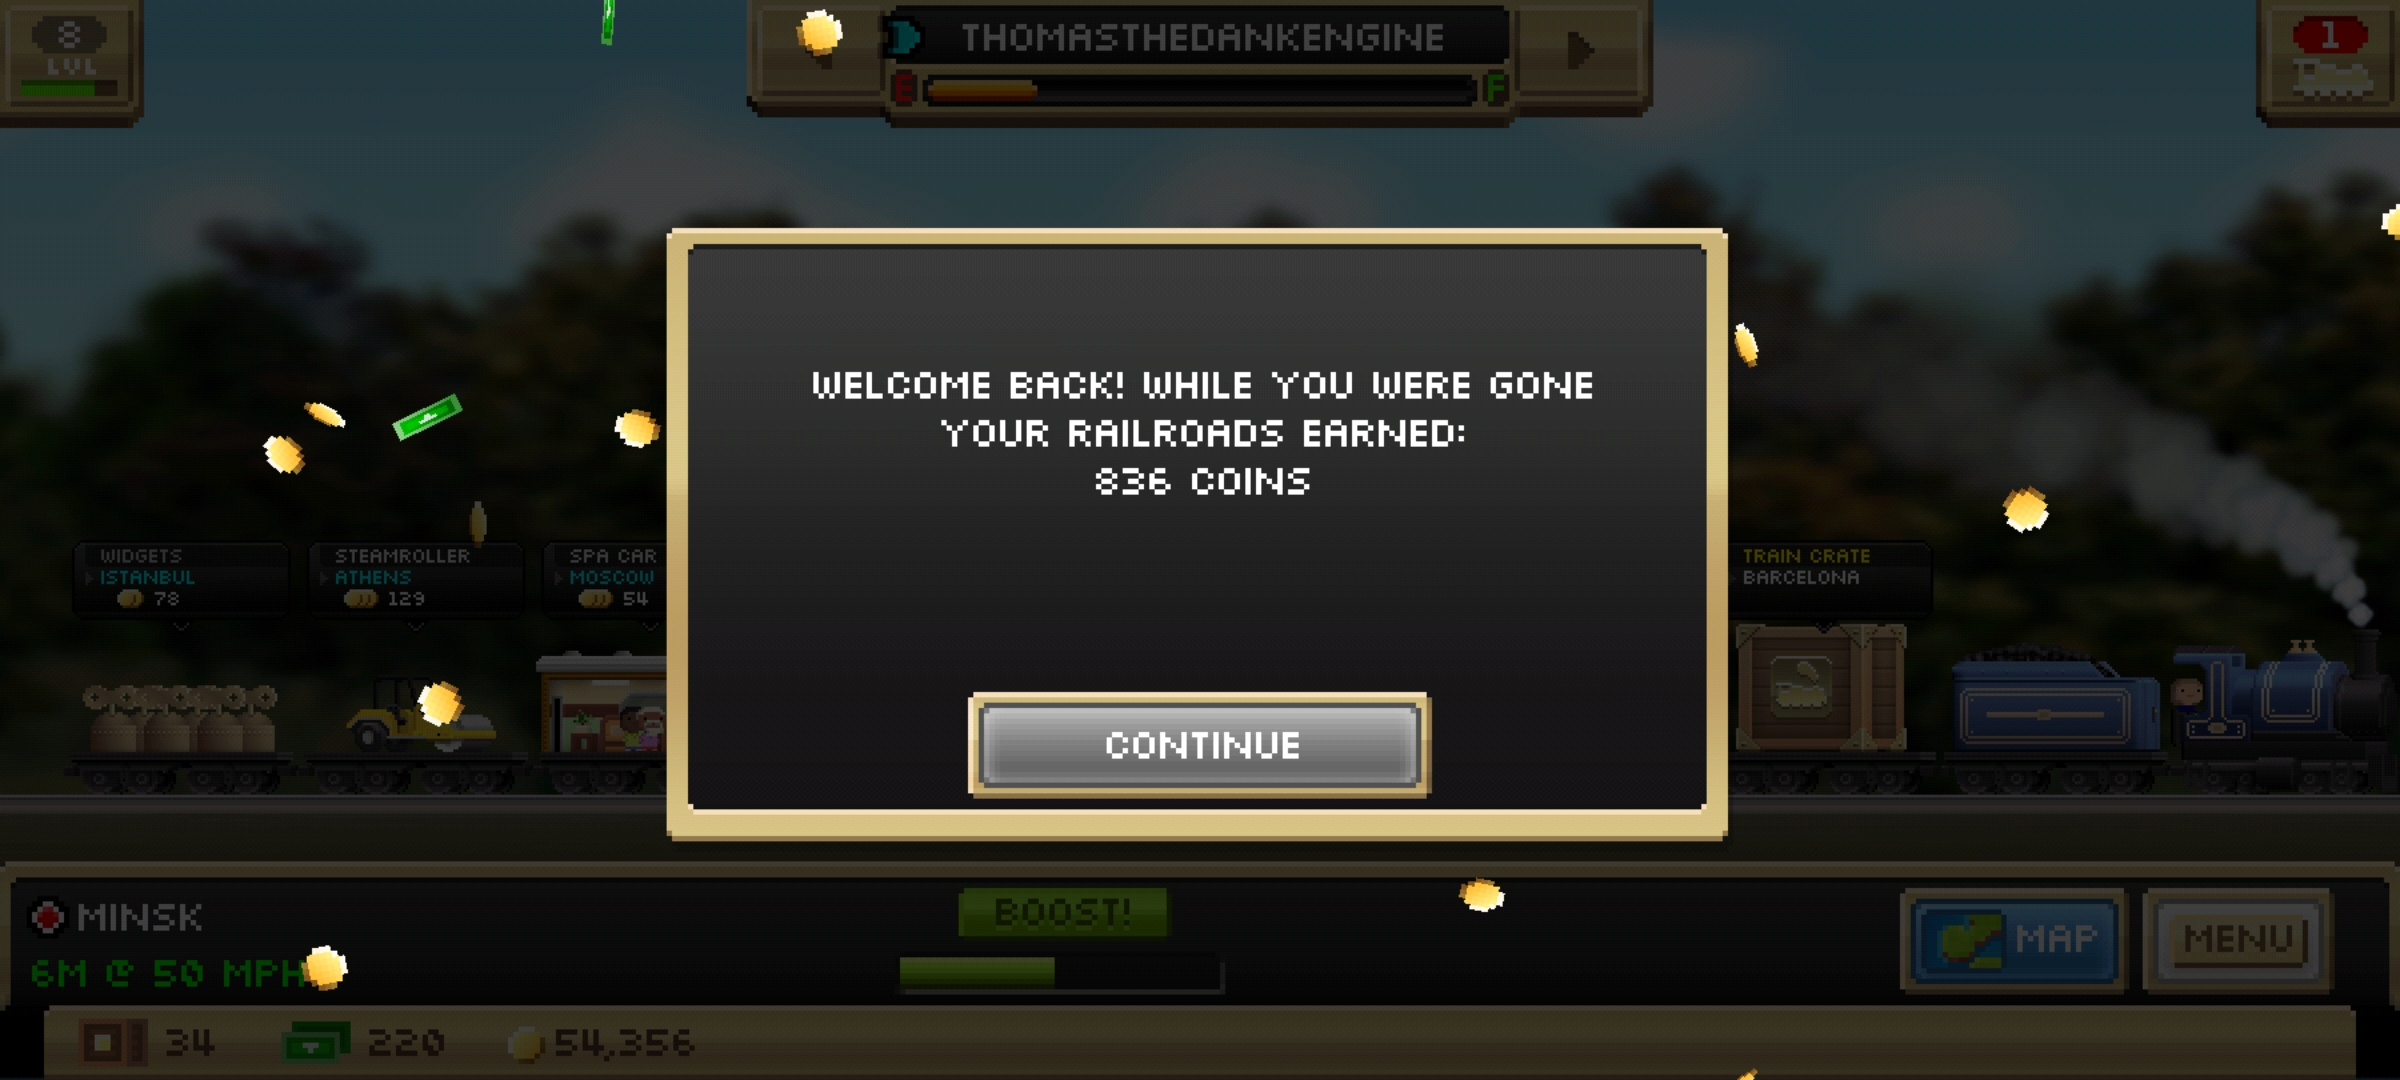 8
LVL
THOMASTHEDANKENGINE
E F
1
WELCOME BACK! WHILE YOU WERE GONE
YOUR RAILROADS EARNED:
836 COINS
WIDGETS
ISTANBUL
78
STEAMROLLER
ATHENS
129
SPA CAR
MOSCOW
54
TRAIN CRATE
BARCELONA
CONTINUE
MINSK
6M @ 50 MPH
BOOST!
MAP
MENU
34
220
54,356